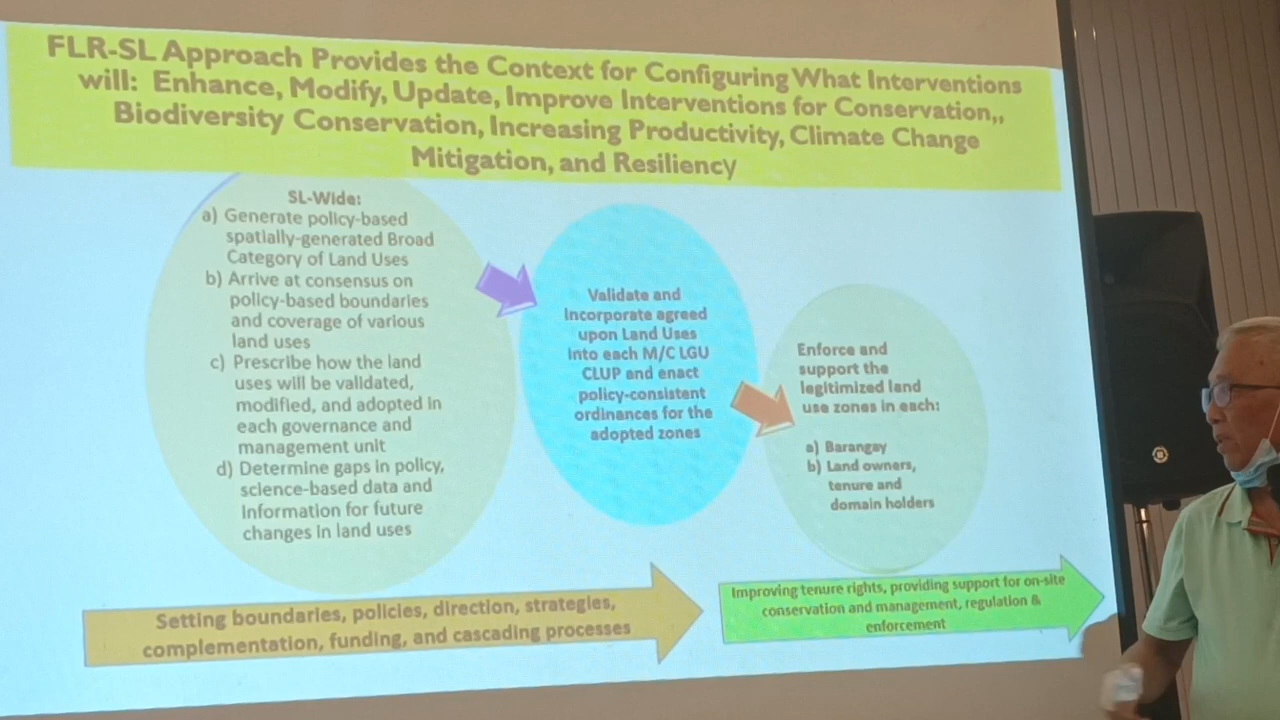 FLR-SL Approach Provides the Context for Configuring What Interventions
will: Enhance, Modify, Update, Improve Interventions for Conservation,,
Biodiversity Conservation, Increasing Productivity, Climate Change
Mitigation, and Resiliency
SL-Wide:
a) Generate policy-based
spatially-generated Broad
Category of Land Uses
b) Arrive at consensus on
policy-based boundaries
and coverage of various
land uses
c) Prescribe how the land
uses will be validated,
modified, and adopted in
each governance and
management unit
d) Determine gaps in policy,
science-based data and
Information for future
changes in land uses
Validate and
Incorporate agreed
upon Land Uses
into each M/C LGU
CLUP and enact
policy-consistent
ordinances for the
adopted zones
Enforce and
support the
legitimized land
use zones in each:
a) Barangay
b) Land owners,
tenure and
domain holders
Setting boundaries, policies, direction, strategies,
complementation, funding, and cascading processes
Improving tenure rights, providing support for on-site
conservation and management, regulation &
enforcement